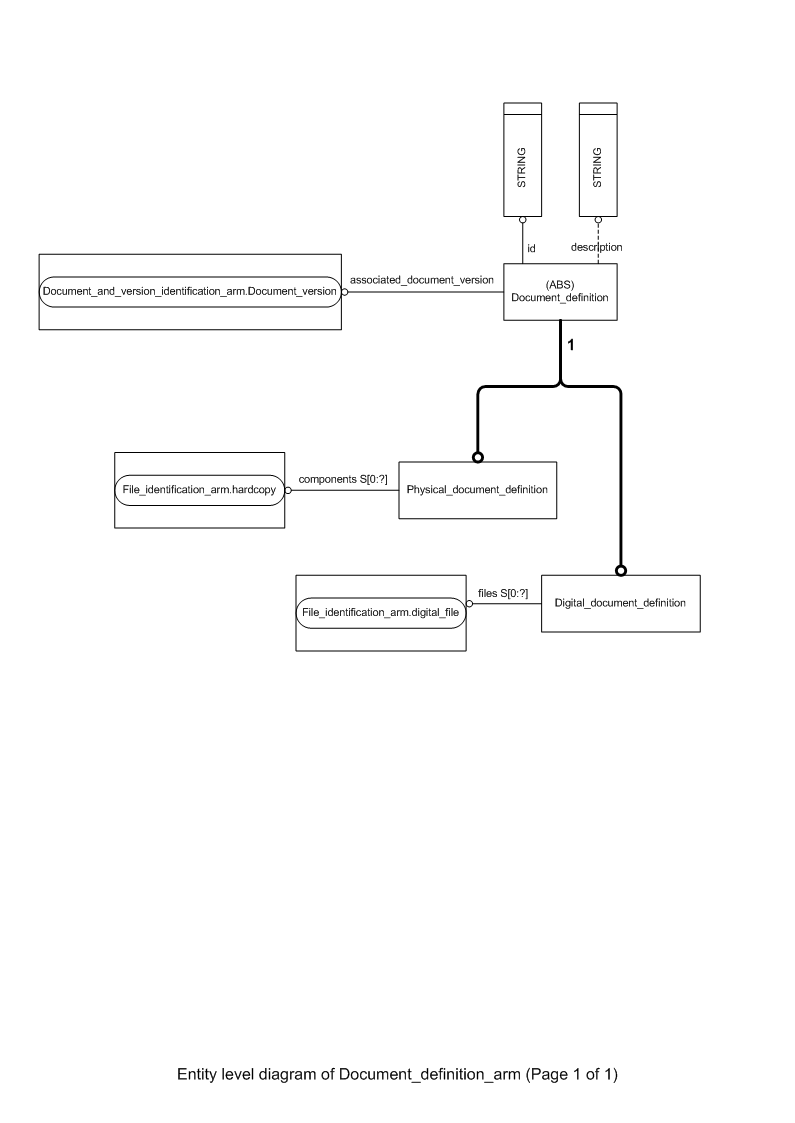 STRING
STRING
id
description
associated_document_version
Document_and_version_identification_arm.Document_version
(ABS)
Document_definition
1
components S[0:?]
File_identification_arm.hardcopy
Physical_document_definition
files S[0:?]
File_identification_arm.digital_file
Digital_document_definition
Entity level diagram of Document_definition_arm (Page 1 of 1)